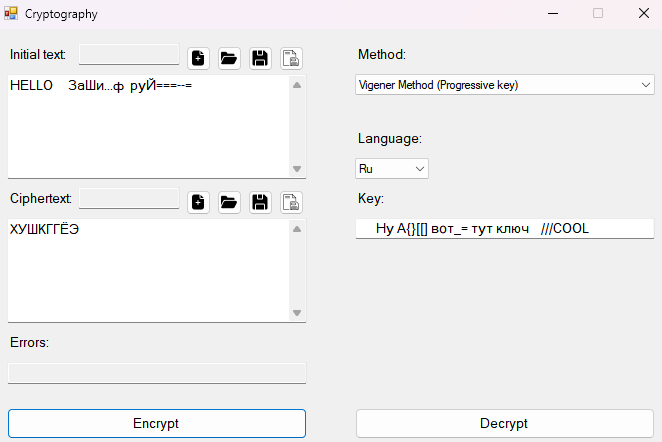 Cryptography
Initial text:
HELLO ЗаШи...ф руЙ===--=
Ciphertext:
ХУШКГГЁЭ
Errors:
Encrypt
Method:
Vigener Method (Progressive key)
Language:
Ru
Key:
Ну А{}[[] вот_= тут ключ ///COOL
Decrypt